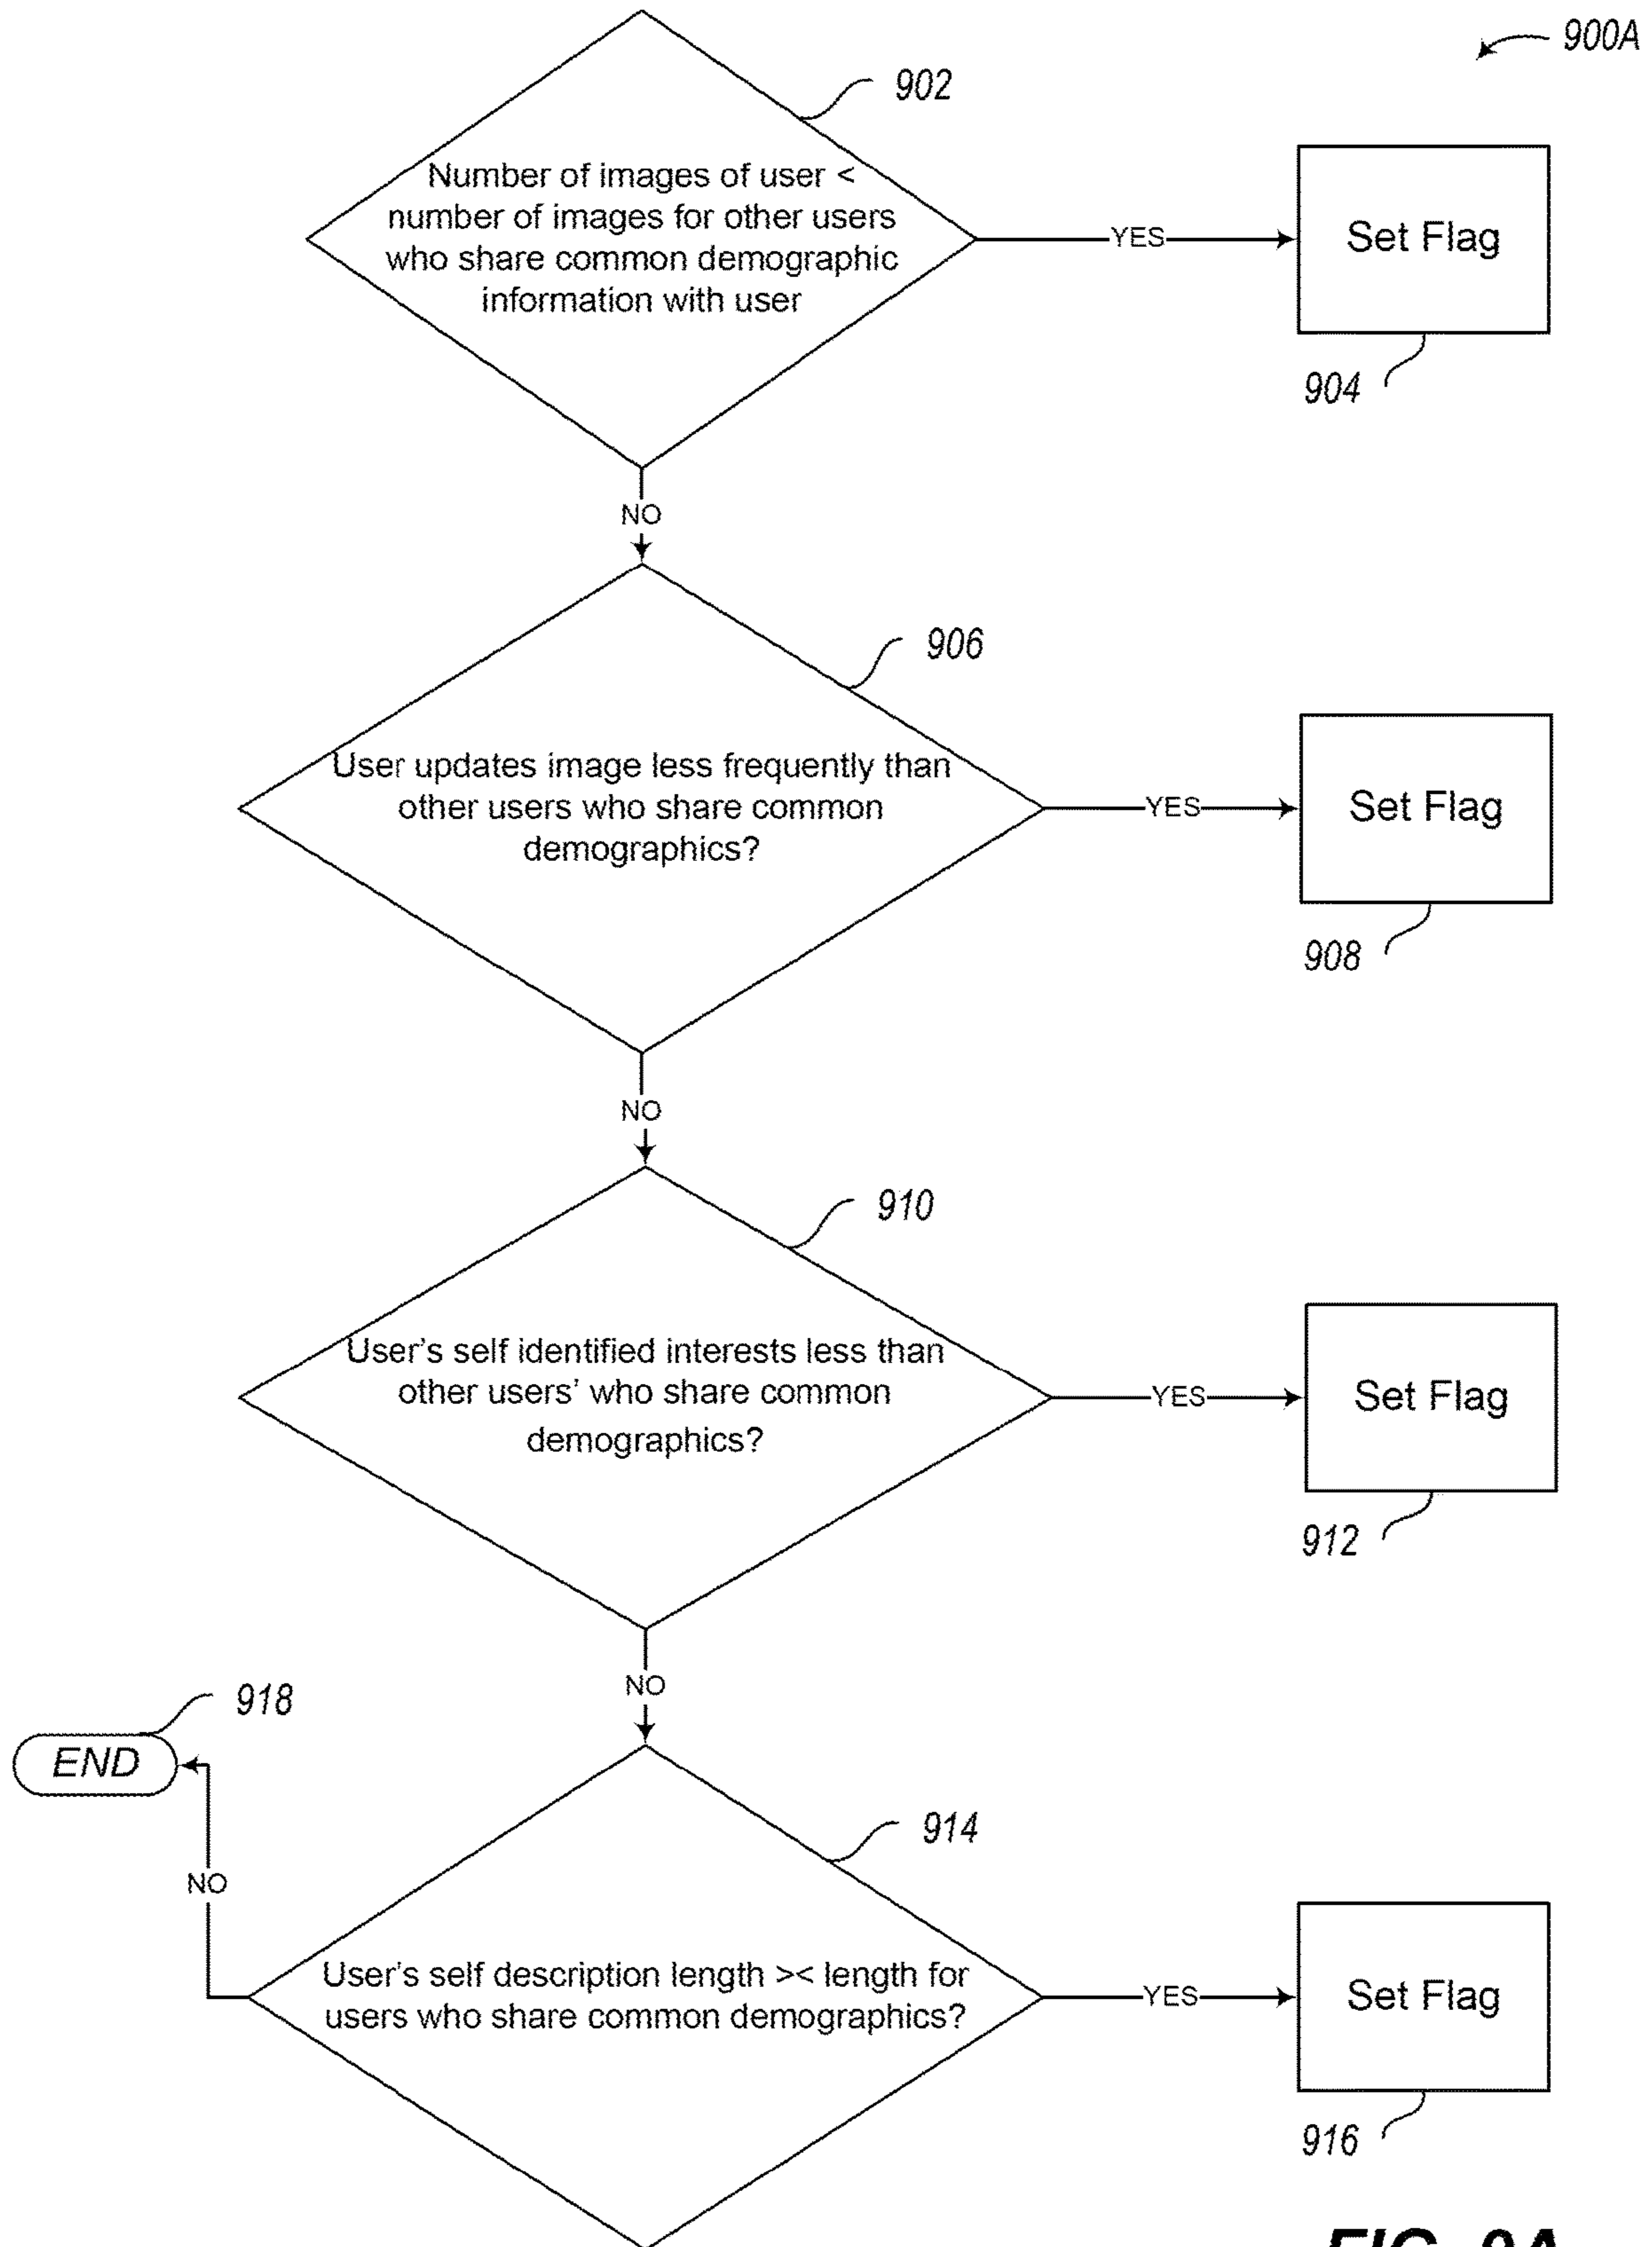 900A
902
Number of images of user <
number of images for other users
who share common demographic
information with user
YES
Set Flag
904
NO
906
User updates image less frequently than
other users who share common
demographics?
YES
Set Flag
908
NO
910
User's self identified interests less than
other users' who share common
demographics?
YES
Set Flag
912
NO
918
END
914
NO
User's self description length >< length for
users who share common demographics?
YES
Set Flag
916
FIG. 9A